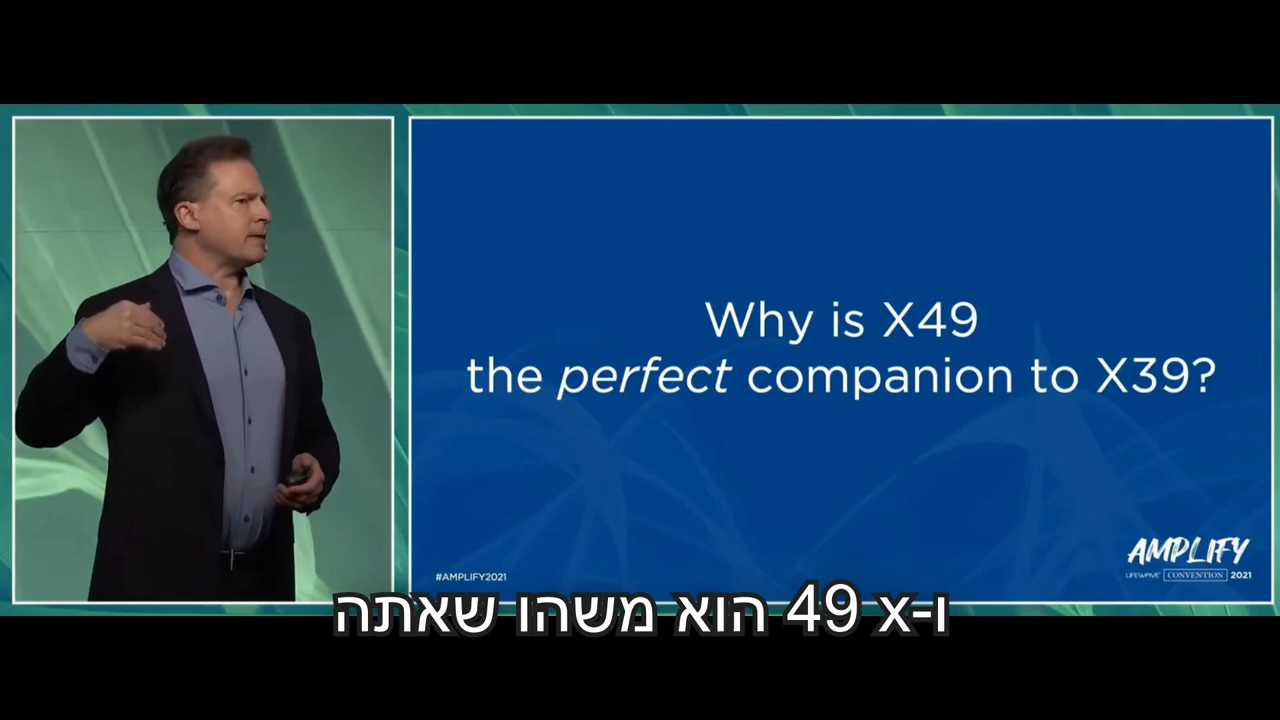 Why is X49
the perfect companion to X39?
AMPLIFY
LIFEWAVE CONVENTION 2021
#AMPLIFY2021
ו-x 49 הוא משהו שאתה